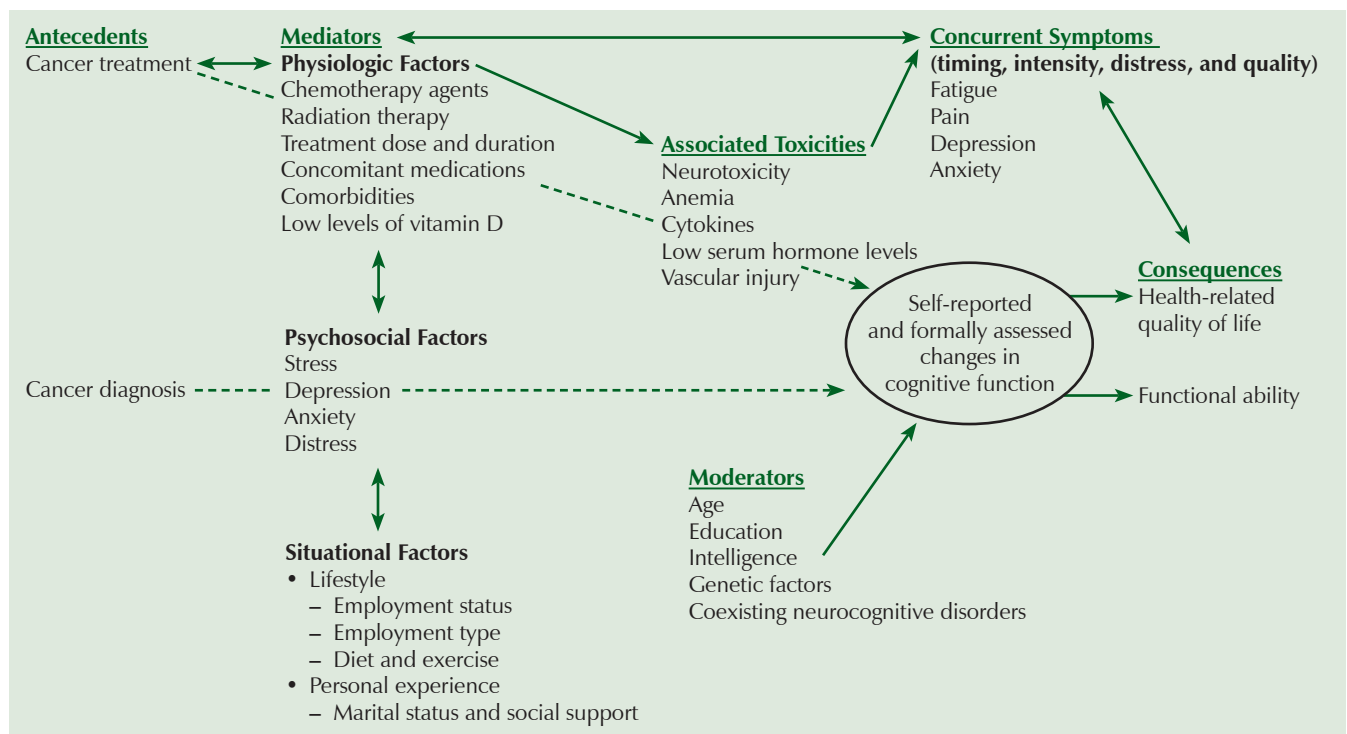 Antecedents
Cancer treatment
Cancer diagnosis
Mediators
Physiologic Factors
Chemotherapy agents
Radiation therapy
Treatment dose and duration
Concomitant medications
Comorbidities
Low levels of vitamin D
Psychosocial Factors
Stress
Depression
Anxiety
Distress
Situational Factors
• Lifestyle
– Employment status
– Employment type
– Diet and exercise
• Personal experience
– Marital status and social support
Associated Toxicities
Neurotoxicity
Anemia
Cytokines
Low serum hormone levels
Vascular injury
Moderators
Age
Education
Intelligence
Genetic factors
Coexisting neurocognitive disorders
Concurrent Symptoms
(timing, intensity, distress, and quality)
Fatigue
Pain
Depression
Anxiety
Self-reported
and formally assessed
changes in
cognitive function
Consequences
Health-related
quality of life
Functional ability